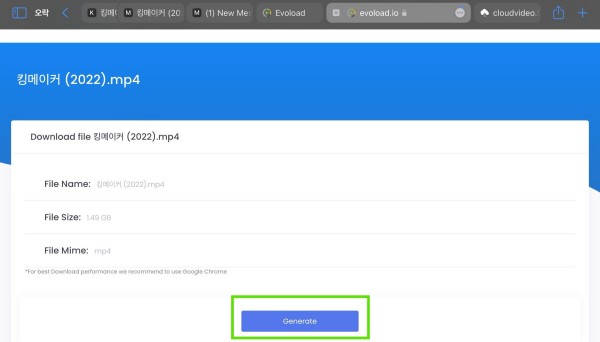 오락
K 킹메(
M 킹메이커 (20
M (1) New Me
Evoload
evoload.io
cloudvideo.
킹메이커 (2022).mp4
Download file 킹메이커 (2022).mp4
File Name: 킹메이커 (2022).mp4
File Size: 1.49 GB
File Mime: mp4
*For best Download performance we recommend to use Google Chrome
Generate